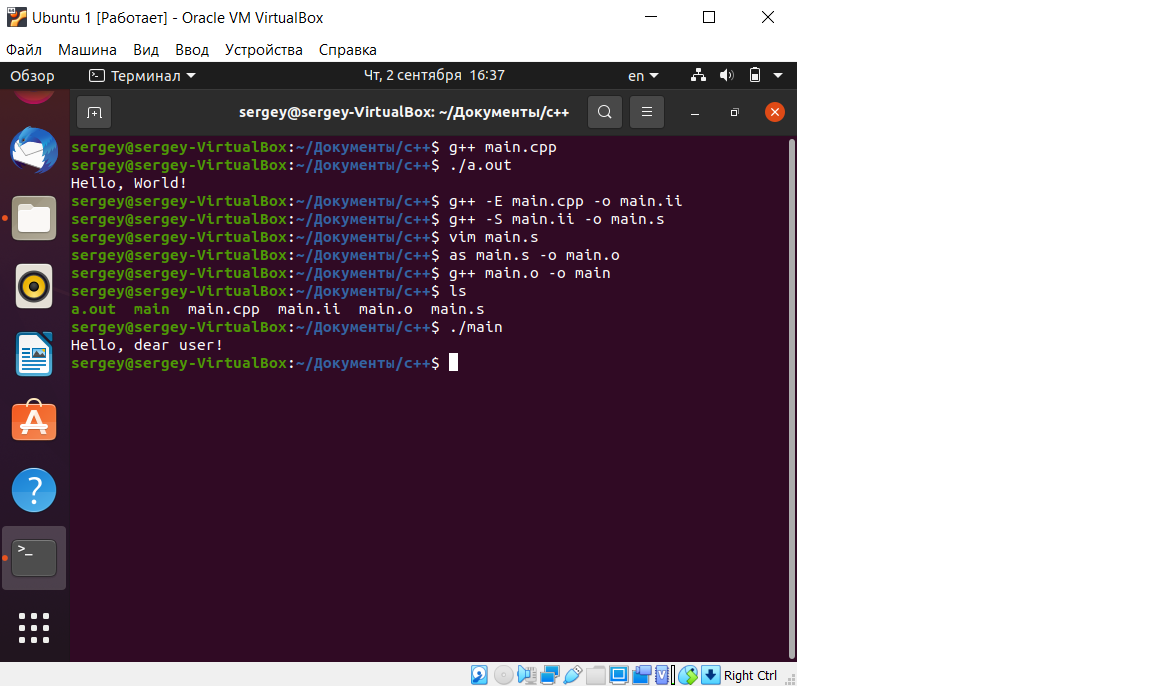 Ubuntu 1 [Работает] - Oracle VM VirtualBox
Файл Машина Вид Ввод Устройства Справка
Обзор Терминал Чт, 2 сентября 16:37 en
sergey@sergey-VirtualBox: ~/Документы/c++
sergey@sergey-VirtualBox:~/Документы/c++$ g++ main.cpp
sergey@sergey-VirtualBox:~/Документы/c++$ ./a.out
Hello, World!
sergey@sergey-VirtualBox:~/Документы/c++$ g++ -E main.cpp -o main.ii
sergey@sergey-VirtualBox:~/Документы/c++$ g++ -S main.ii -o main.s
sergey@sergey-VirtualBox:~/Документы/c++$ vim main.s
sergey@sergey-VirtualBox:~/Документы/c++$ as main.s -o main.o
sergey@sergey-VirtualBox:~/Документы/c++$ g++ main.o -o main
sergey@sergey-VirtualBox:~/Документы/c++$ ls
a.out main main.cpp main.ii main.o main.s
sergey@sergey-VirtualBox:~/Документы/c++$ ./main
Hello, dear user!
sergey@sergey-VirtualBox:~/Документы/c++$
Right Ctrl